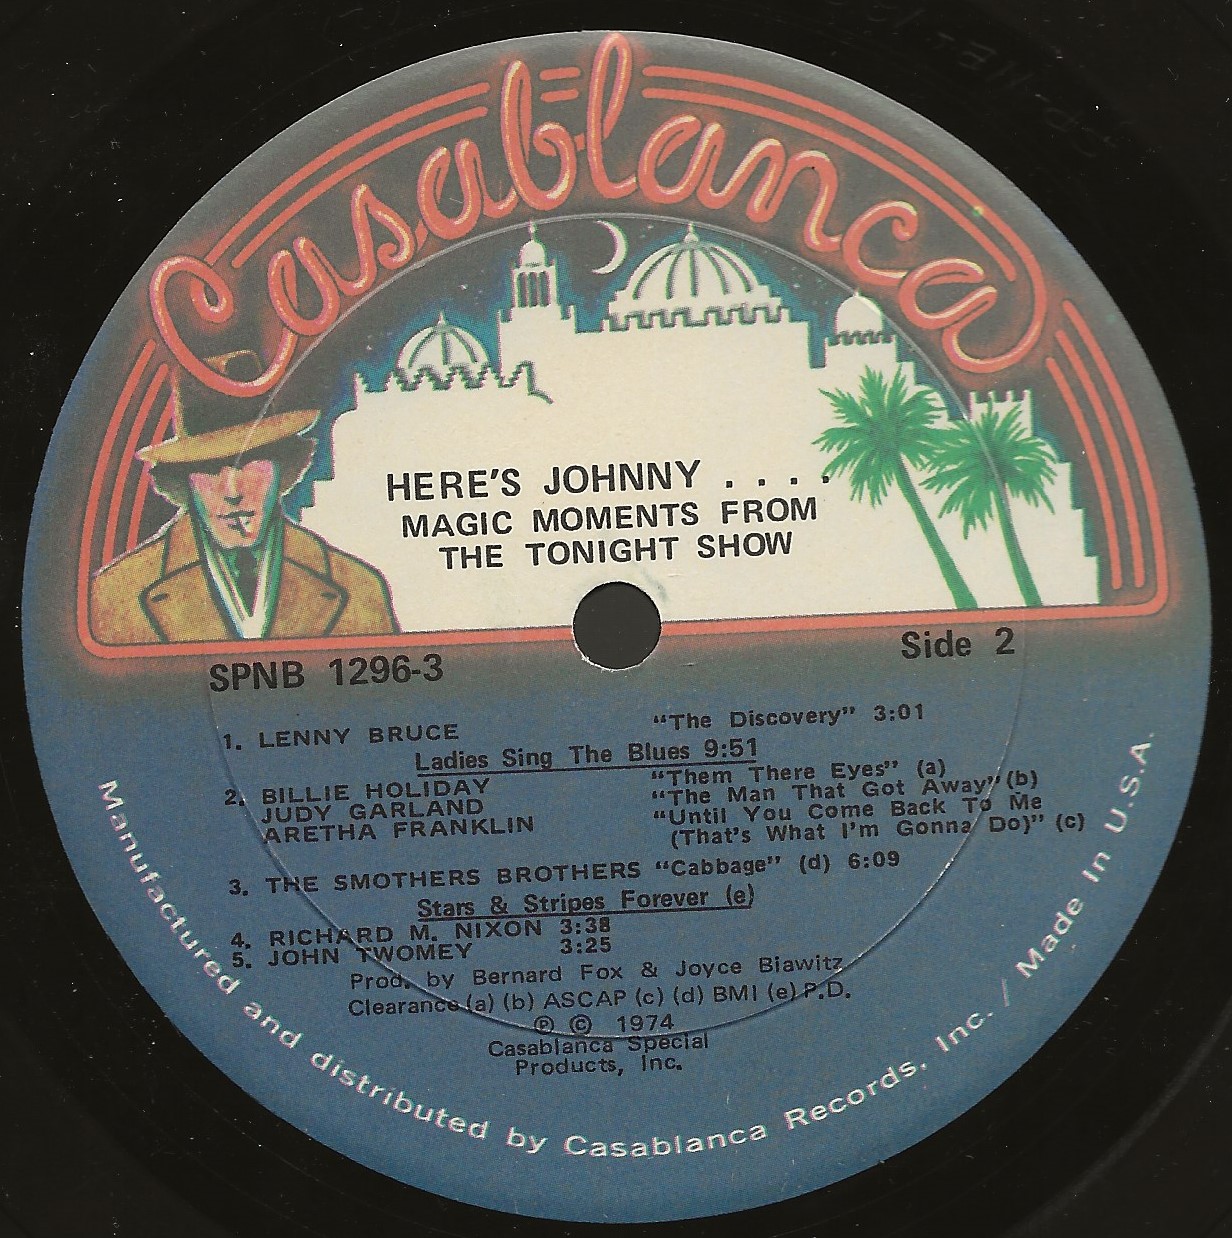 Casablanca
HERE'S JOHNNY . . . .
MAGIC MOMENTS FROM
THE TONIGHT SHOW
SPNB 1296-3
Side 2
1. LENNY BRUCE "The Discovery" 3:01
Ladies Sing The Blues 9:51
2. BILLIE HOLIDAY "Them There Eyes" (a)
JUDY GARLAND "The Man That Got Away" (b)
ARETHA FRANKLIN "Until You Come Back To Me
(That's What I'm Gonna Do)" (c)
3. THE SMOTHERS BROTHERS "Cabbage" (d) 6:09
Stars & Stripes Forever (e)
4. RICHARD M. NIXON 3:38
5. JOHN TWOMEY 3:25
Prod. by Bernard Fox & Joyce Biawitz
Clearance (a) (b) ASCAP (c) (d) BMI (e) P.D.
℗ © 1974
Casablanca Special
Products, Inc.
Manufactured and distributed by Casablanca Records, Inc. / Made In U.S.A.